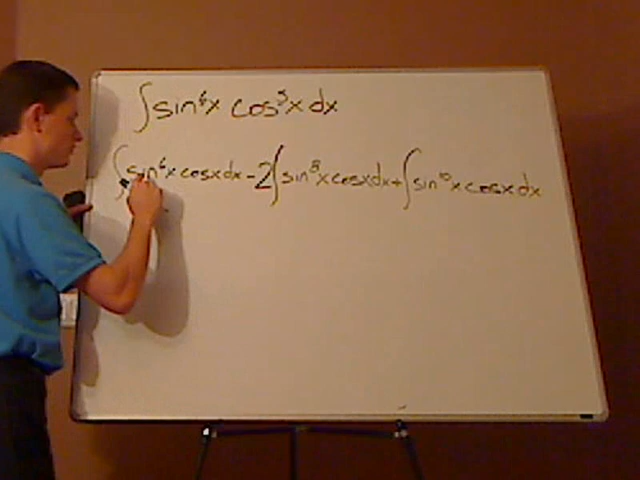 ∫sin⁶x cos⁵x dx
∫sin⁶x cosx dx - 2∫sin⁸x cosx dx + ∫sin¹⁰x cosx dx